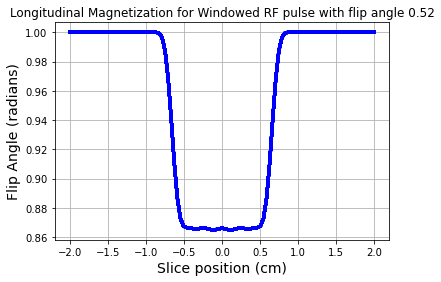 Longitudinal Magnetization for Windowed RF pulse with flip angle 0.52
Flip Angle (radians)
1.00
0.98
0.96
0.94
0.92
0.90
0.88
0.86
−2.0 −1.5 −1.0 −0.5 0.0 0.5 1.0 1.5 2.0
Slice position (cm)